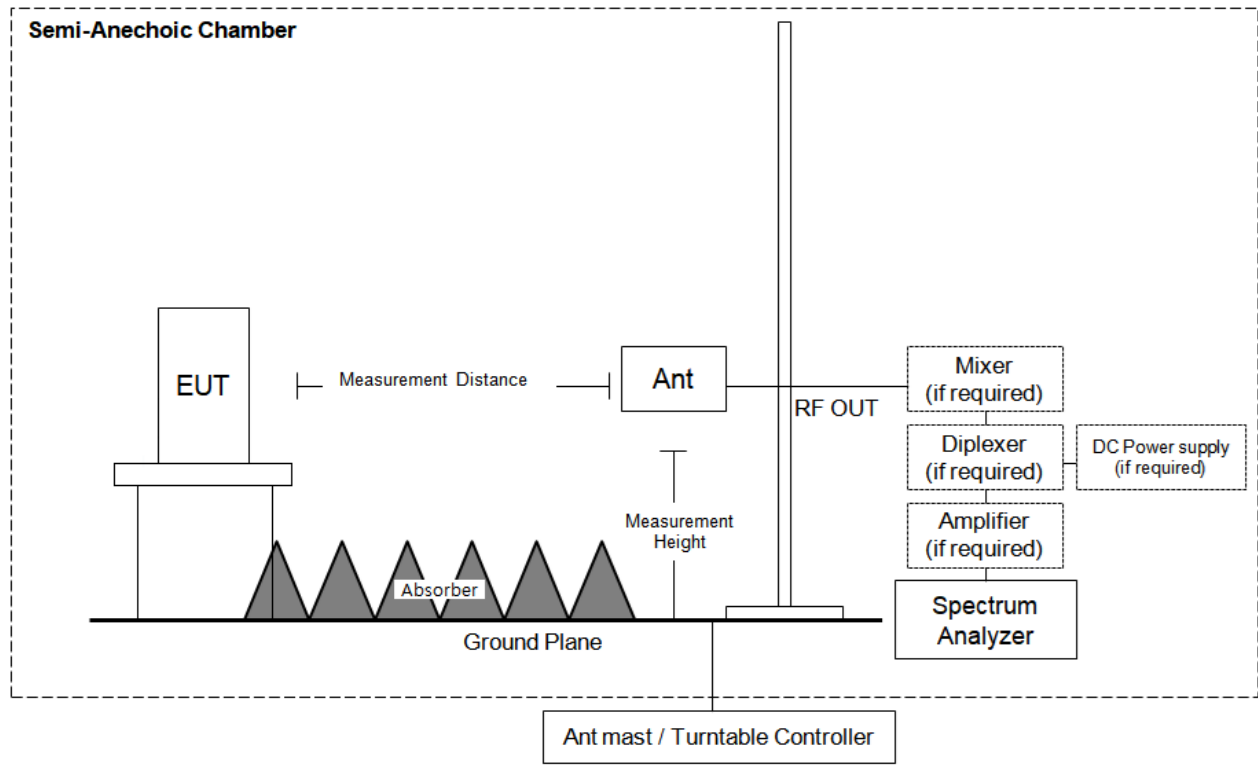 Semi-Anechoic Chamber
EUT
Measurement Distance
Ant
RF OUT
Mixer
(if required)
Diplexer
(if required)
DC Power supply
(if required)
Amplifier
(if required)
Measurement
Height
Absorber
Spectrum
Analyzer
Ground Plane
Ant mast / Turntable Controller